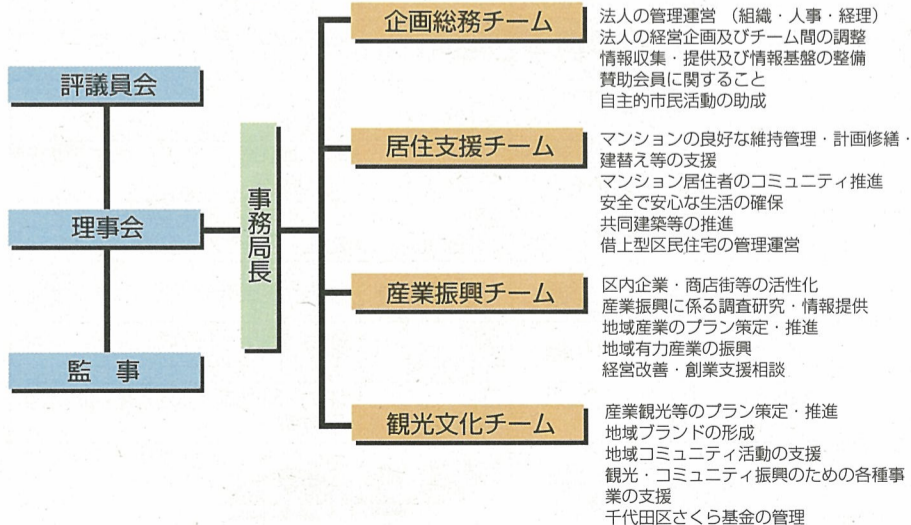 評議員会
理事会
監 事
事務局長
企画総務チーム
法人の管理運営 (組織・人事・経理)
法人の経営企画及びチーム間の調整
情報収集・提供及び情報基盤の整備
賛助会員に関すること
自主的市民活動の助成
居住支援チーム
マンションの良好な維持管理・計画修繕・
建替え等の支援
マンション居住者のコミュニティ推進
安全で安心な生活の確保
共同建築等の推進
借上型区民住宅の管理運営
産業振興チーム
区内企業・商店街等の活性化
産業振興に係る調査研究・情報提供
地域産業のプラン策定・推進
地域有力産業の振興
経営改善・創業支援相談
観光文化チーム
産業観光等のプラン策定・推進
地域ブランドの形成
地域コミュニティ活動の支援
観光・コミュニティ振興のための各種事
業の支援
千代田区さくら基金の管理